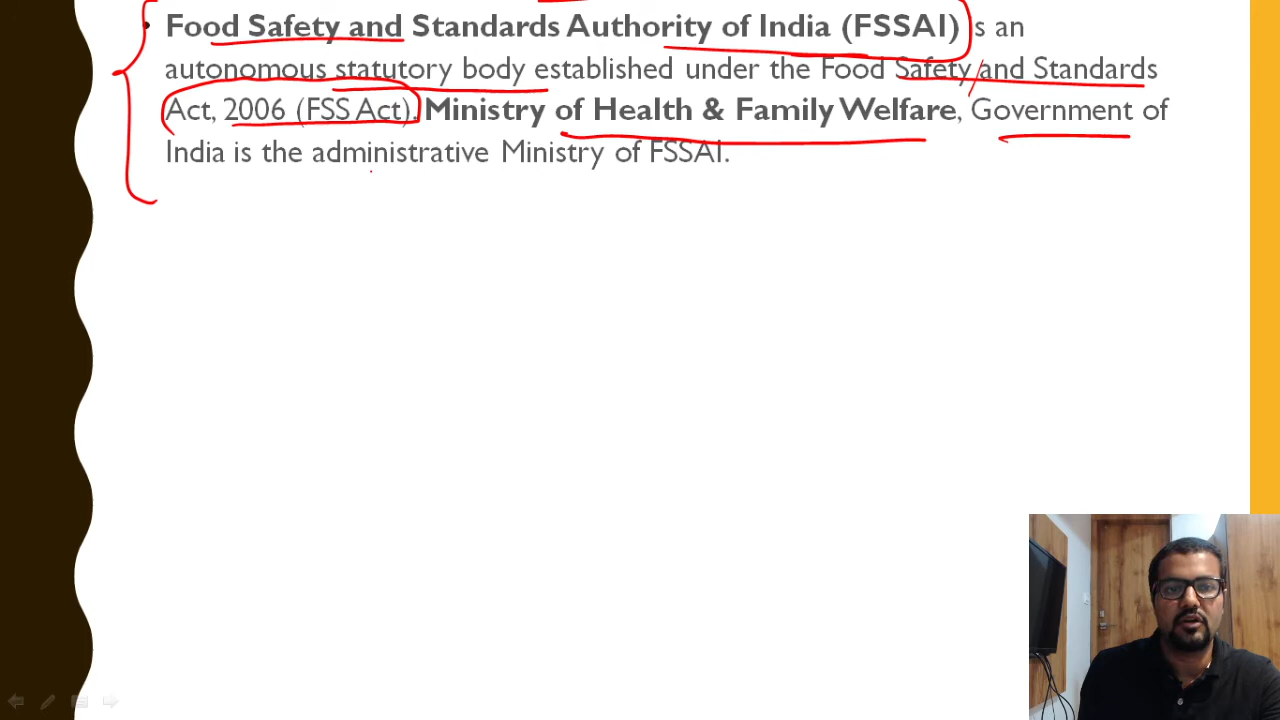 • Food Safety and Standards Authority of India (FSSAI) is an
autonomous statutory body established under the Food Safety and Standards
Act, 2006 (FSS Act). Ministry of Health & Family Welfare, Government of
India is the administrative Ministry of FSSAI.